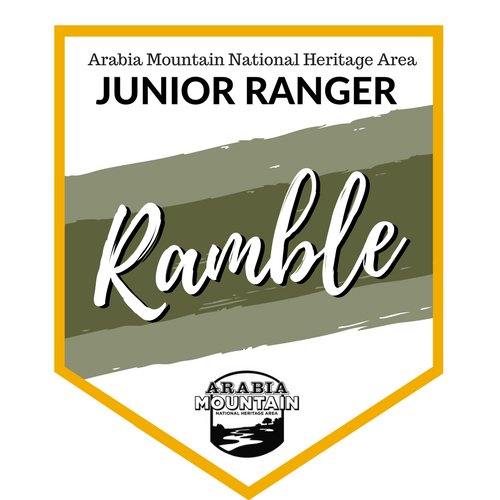 Arabia Mountain National Heritage Area
JUNIOR RANGER
Ramble
ARABIA
MOUNTAIN
NATIONAL HERITAGE AREA